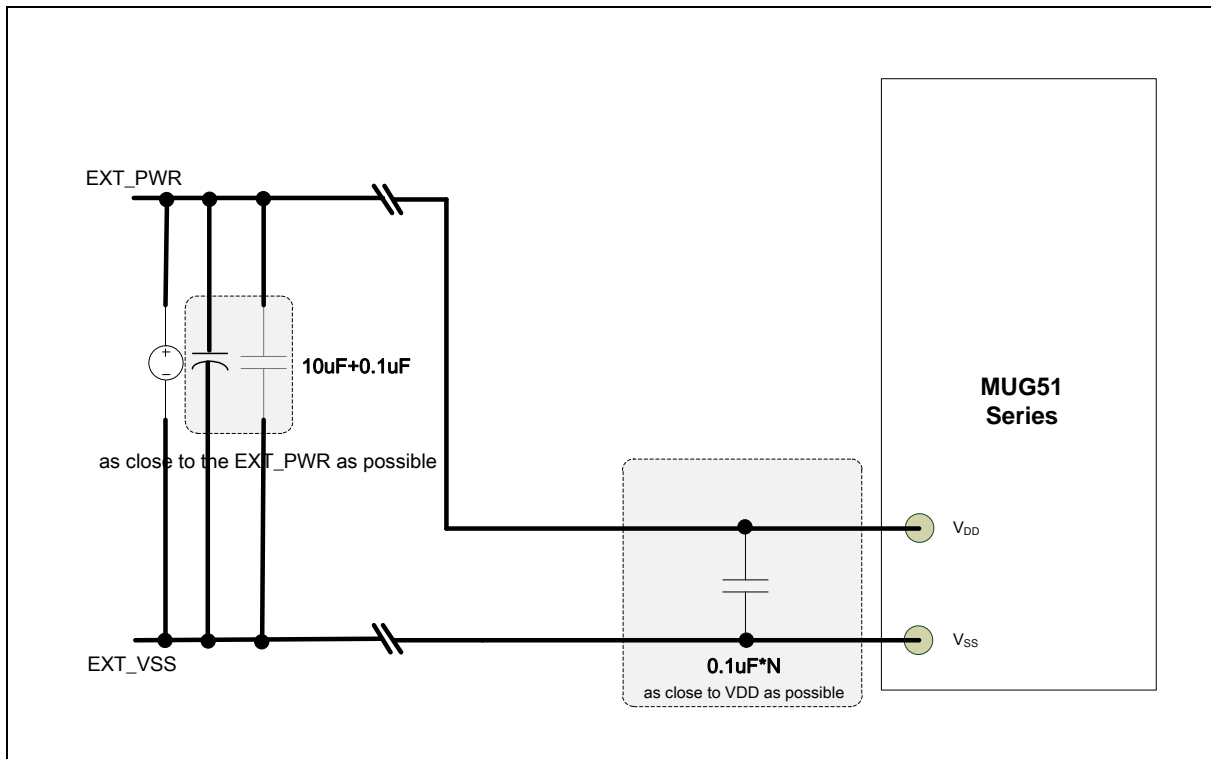 EXT_PWR
10uF+0.1uF
as close to the EXT_PWR as possible
MUG51
Series
VDD
VSS
EXT_VSS
0.1uF*N
as close to VDD as possible